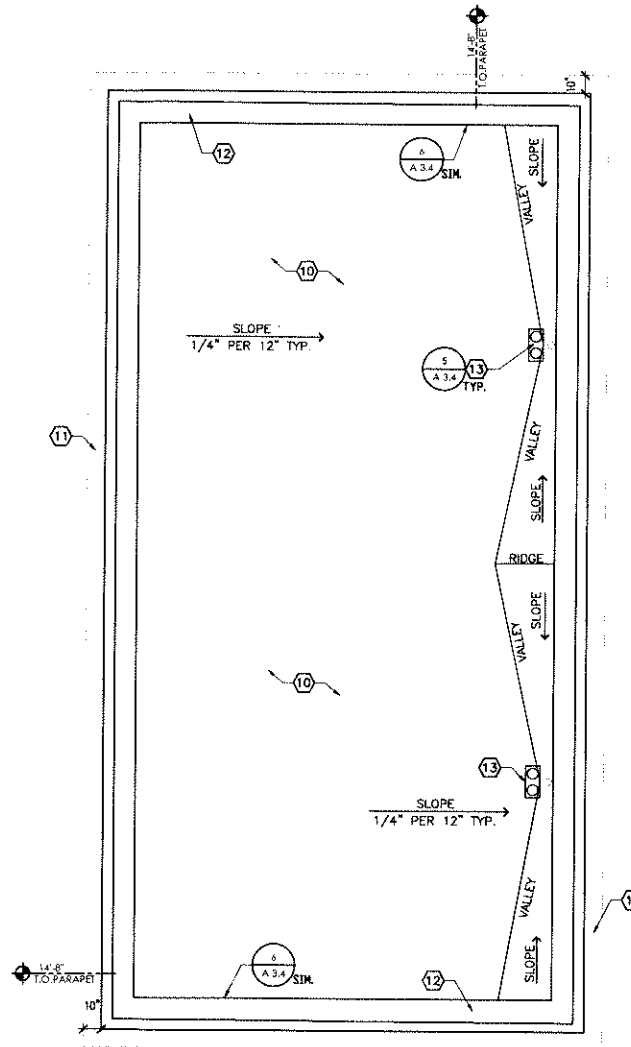 14'-8"
T.O.PARAPET
10"
12
6
A 3.4
SIM.
SLOPE
VALLEY
10
SLOPE
1/4" PER 12" TYP.
5
A 3.4
13
TYP.
11
VALLEY
SLOPE
RIDGE
SLOPE
VALLEY
10
13
SLOPE
1/4" PER 12" TYP.
VALLEY
SLOPE
14'-8"
T.O.PARAPET
10"
6
A 3.4
SIM.
12